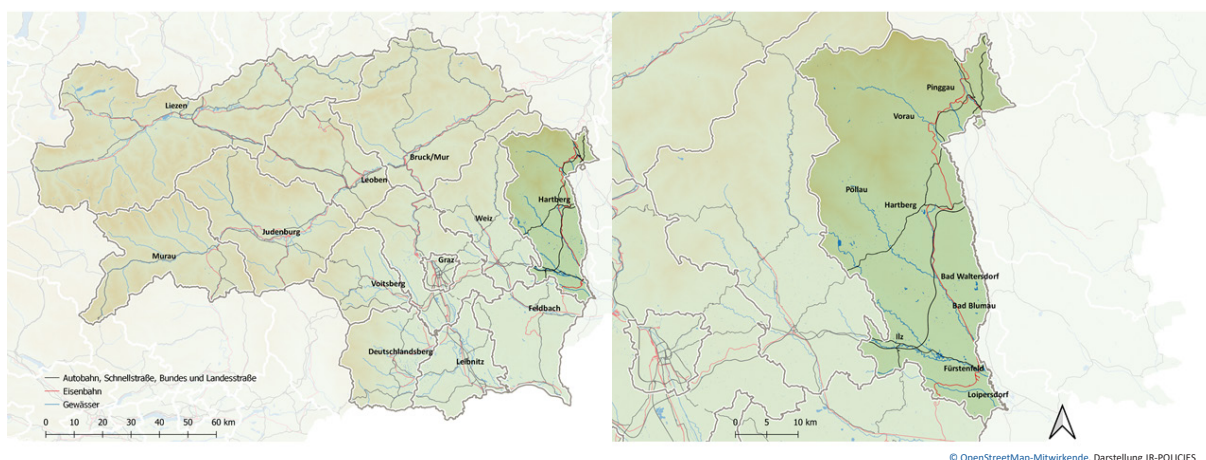 Liezen
Bruck/Mur
Leoben
Hartberg
Weiz
Judenburg
Murau
Graz
Voitsberg
Feldbach
Deutschlandsberg
Leibnitz
Autobahn, Schnellstraße, Bundes und Landesstraße
Eisenbahn
Gewässer
0 10 20 30 40 50 60 km
Pinggau
Vorau
Pöllau
Hartberg
Bad Waltersdorf
Bad Blumau
Ilz
Fürstenfeld
Loipersdorf
0 5 10 km
© OpenStreetMap-Mitwirkende, Darstellung JR-POLICIES